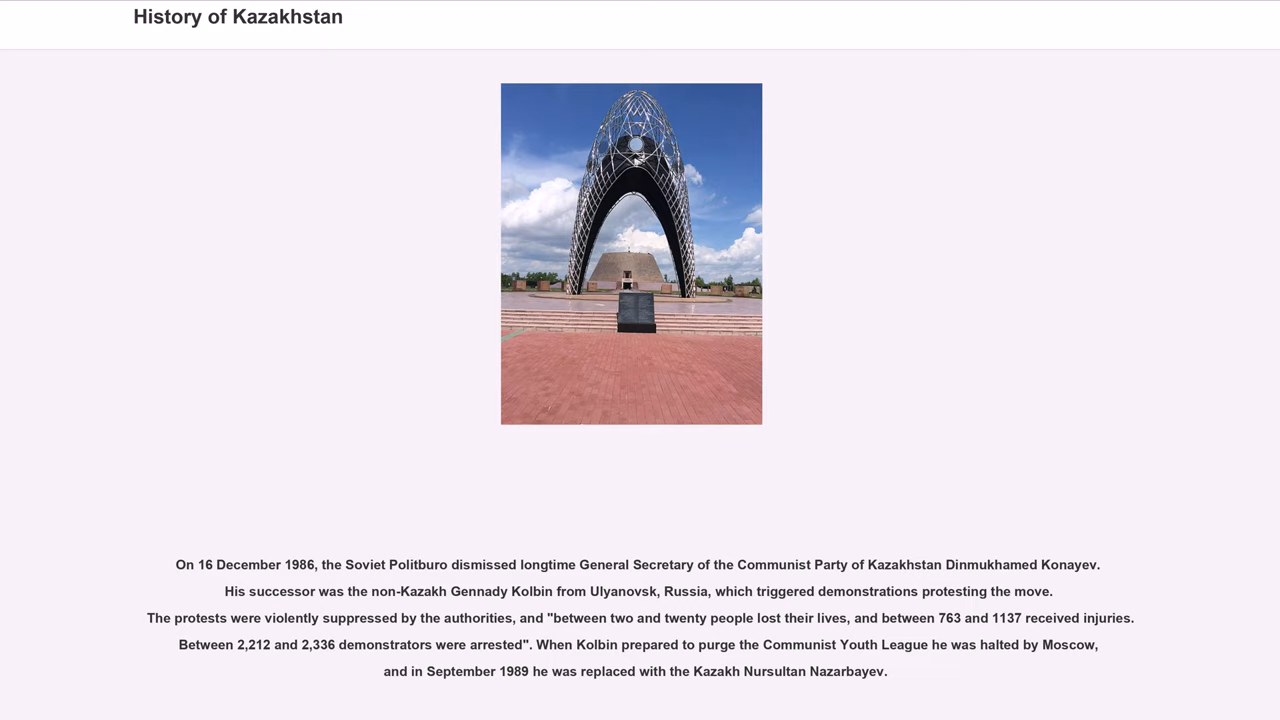 History of Kazakhstan
On 16 December 1986, the Soviet Politburo dismissed longtime General Secretary of the Communist Party of Kazakhstan Dinmukhamed Konayev.
His successor was the non-Kazakh Gennady Kolbin from Ulyanovsk, Russia, which triggered demonstrations protesting the move.
The protests were violently suppressed by the authorities, and "between two and twenty people lost their lives, and between 763 and 1137 received injuries.
Between 2,212 and 2,336 demonstrators were arrested". When Kolbin prepared to purge the Communist Youth League he was halted by Moscow,
and in September 1989 he was replaced with the Kazakh Nursultan Nazarbayev.